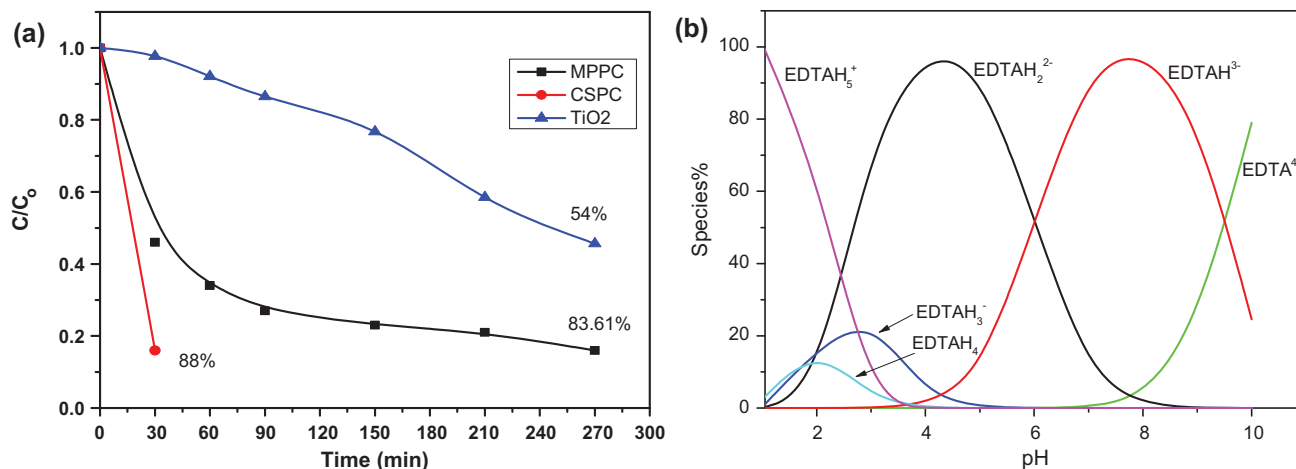 (a)
1.0
0.8
0.6
0.4
0.2
0.0
C/C₀
0 30 60 90 120 150 180 210 240 270 300
Time (min)
MPPC
CSPC
TiO2
54%
83.61%
88%
(b)
100
80
60
40
20
0
Species%
2 4 6 8 10
pH
EDTAH₅⁺
EDTAH₂²⁻
EDTAH³⁻
EDTA⁴
EDTAH₃⁻
EDTAH₄